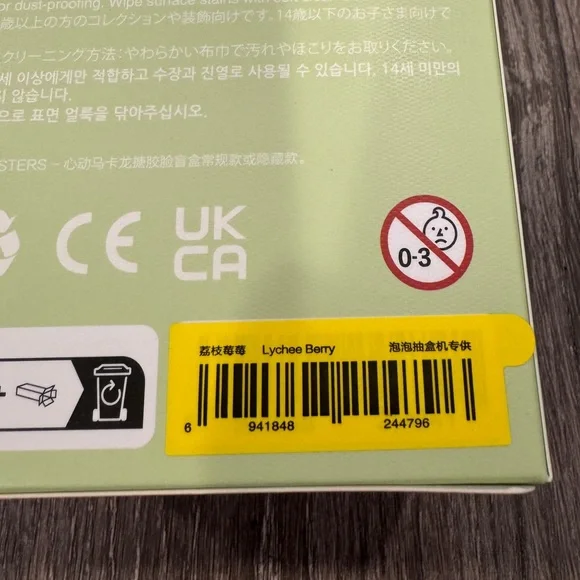 or dust-proofing. Wipe surface stains with
歳以上の方のコレクションや装飾向けです。14歳以下のお子さま向けで
クリーニング方法：やわらかい布巾で汚れやほこりをお取りください。
세 이상에게만 적합하고 수장과 진열로 사용될 수 있습니다. 14세 미만의
지 않습니다.
으로 표면 얼룩을 닦아주십시오.
STERS – 心动马卡龙搪胶脸盲盒常规款或隐藏款。
CE
UK
CA
0-3
荔枝莓莓 Lychee Berry 泡泡抽盒机专供
6 941848 244796